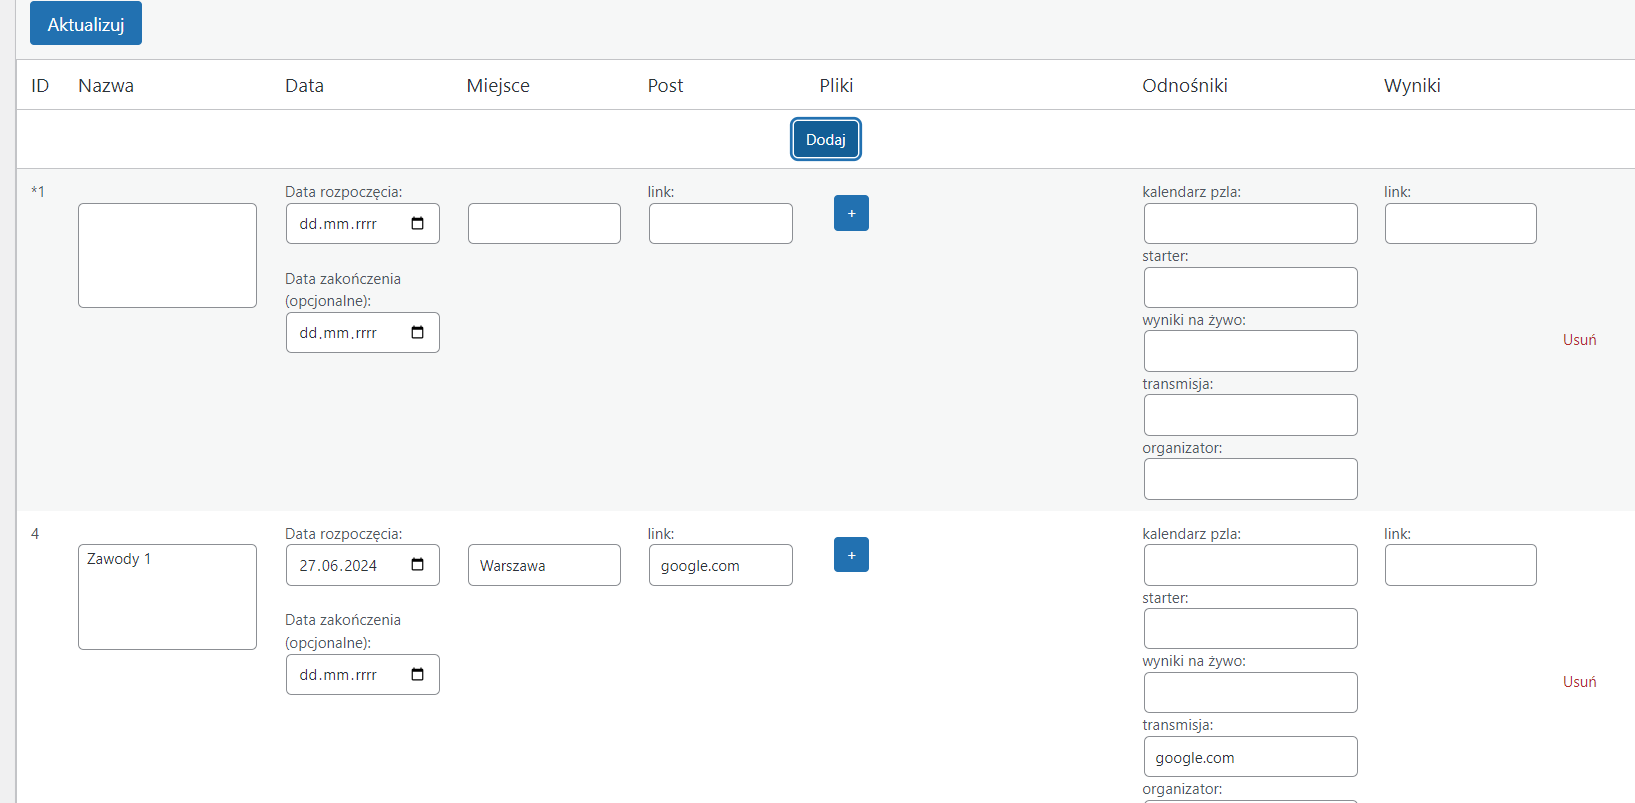 Aktualizuj
ID Nazwa Data Miejsce Post Pliki Odnośniki Wyniki
Dodaj
*1 Data rozpoczęcia: link: kalendarz pzla: link:
dd.mm.rrrr +
starter:
Data zakończenia
(opcjonalne):
dd.mm.rrrr
wyniki na żywo:
Usuń
transmisja:
organizator:
4 Data rozpoczęcia: link: kalendarz pzla: link:
Zawody 1 27.06.2024 Warszawa google.com +
starter:
Data zakończenia
(opcjonalne):
dd.mm.rrrr
wyniki na żywo:
Usuń
transmisja:
google.com
organizator: